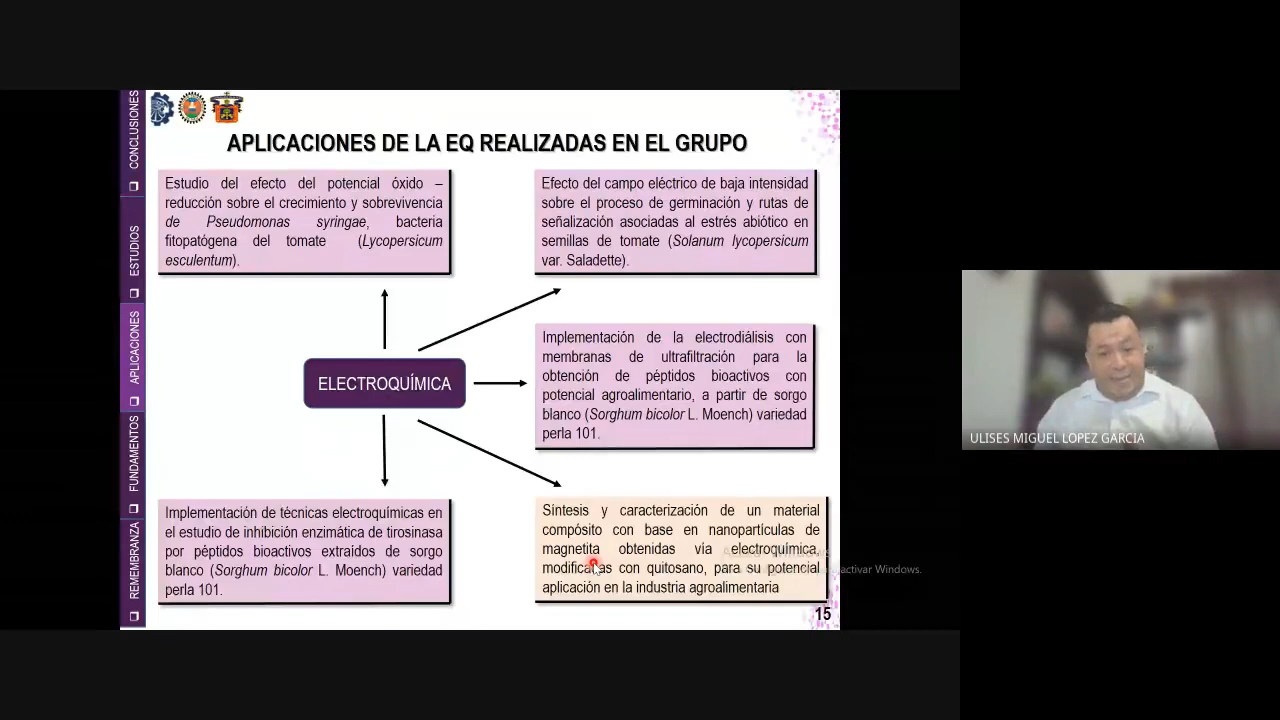 APLICACIONES DE LA EQ REALIZADAS EN EL GRUPO
Estudio del efecto del potencial óxido –
reducción sobre el crecimiento y sobrevivencia
de Pseudomonas syringae, bacteria
fitopatógena del tomate (Lycopersicum
esculentum).
Efecto del campo eléctrico de baja intensidad
sobre el proceso de germinación y rutas de
señalización asociadas al estrés abiótico en
semillas de tomate (Solanum lycopersicum
var. Saladette).
Implementación de la electrodiálisis con
membranas de ultrafiltración para la
obtención de péptidos bioactivos con
potencial agroalimentario, a partir de sorgo
blanco (Sorghum bicolor L. Moench) variedad
perla 101.
ELECTROQUÍMICA
Implementación de técnicas electroquímicas en
el estudio de inhibición enzimática de tirosinasa
por péptidos bioactivos extraídos de sorgo
blanco (Sorghum bicolor L. Moench) variedad
perla 101.
Síntesis y caracterización de un material
compósito con base en nanopartículas de
magnetita obtenidas vía electroquímica,
modificadas con quitosano, para su potencial
aplicación en la industria agroalimentaria
activar Windows.
15
CONCLUSIONES
ESTUDIOS
APLICACIONES
FUNDAMENTOS
REMEMBRANZA
ULISES MIGUEL LOPEZ GARCIA